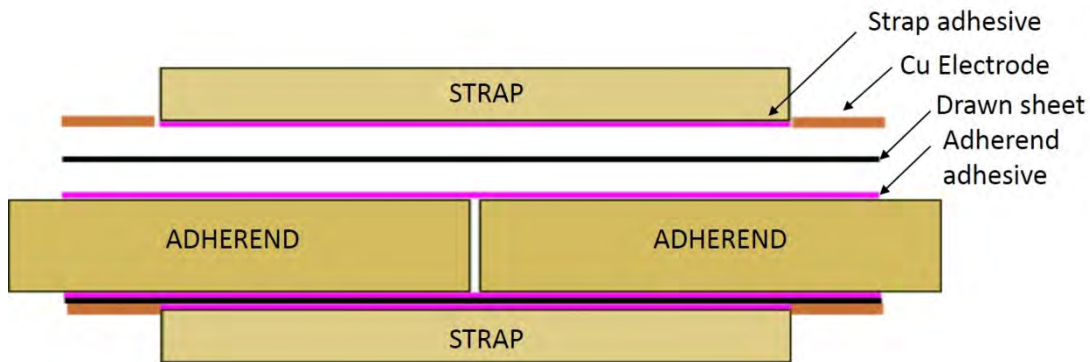 Strap adhesive
Cu Electrode
STRAP
Drawn sheet
Adherend
adhesive
ADHEREND
ADHEREND
STRAP